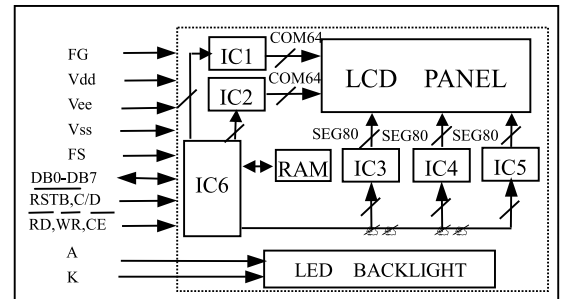 FG
Vdd
Vee
Vss
FS
DB0-DB7
RSTB,C/D
RD,WR,CE
A
K
IC1
COM64
IC2
COM64
LCD PANEL
SEG80
SEG80
SEG80
IC6
RAM
IC3
IC4
IC5
LED BACKLIGHT